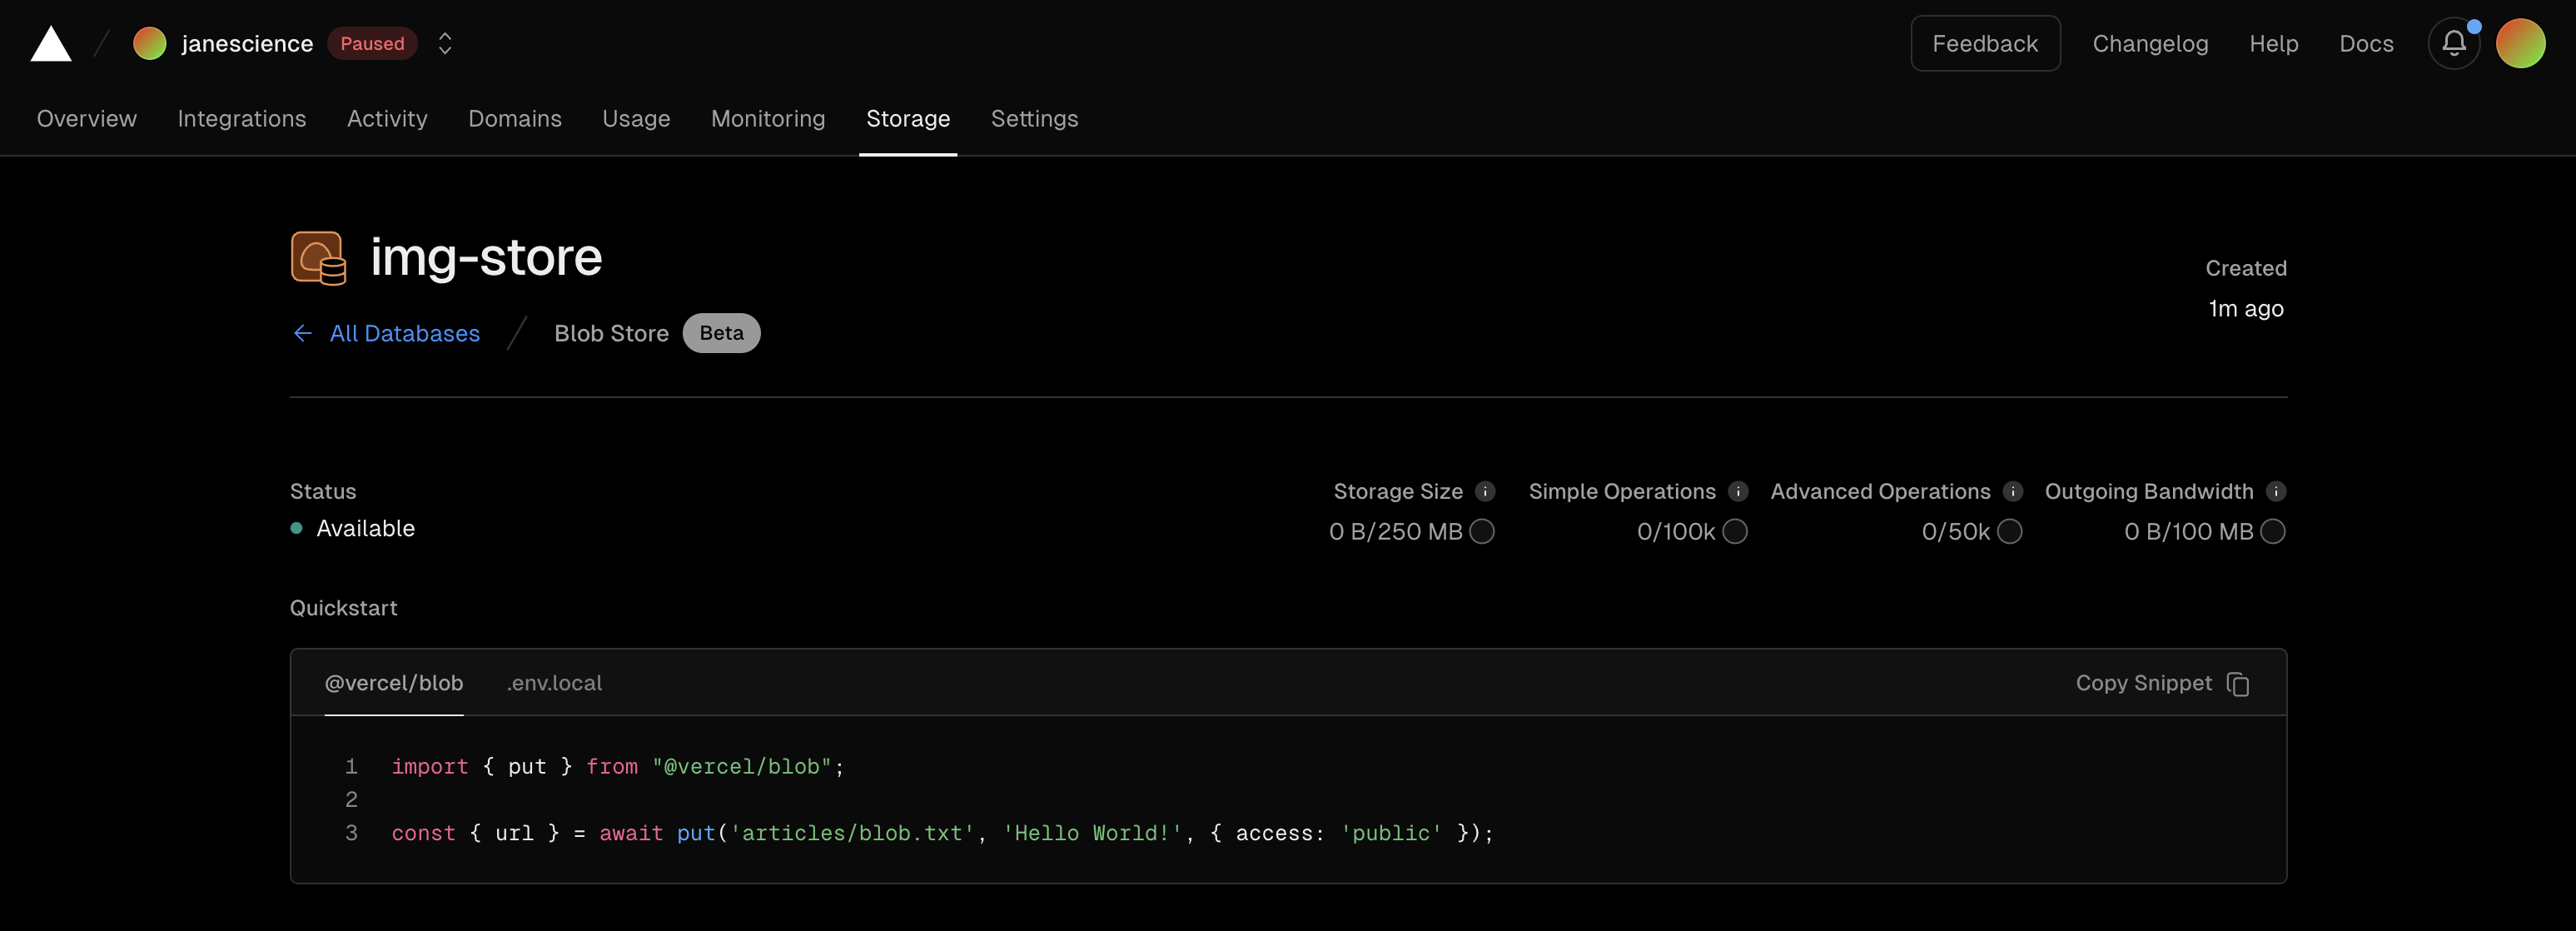 janescience Paused Feedback Changelog Help Docs
Overview Integrations Activity Domains Usage Monitoring Storage Settings
img-store
Created
1m ago
All Databases Blob Store Beta
Status Storage Size Simple Operations Advanced Operations Outgoing Bandwidth
Available 0 B/250 MB 0/100k 0/50k 0 B/100 MB
Quickstart
@vercel/blob .env.local Copy Snippet
1 import { put } from "@vercel/blob";
2
3 const { url } = await put('articles/blob.txt', 'Hello World!', { access: 'public' });